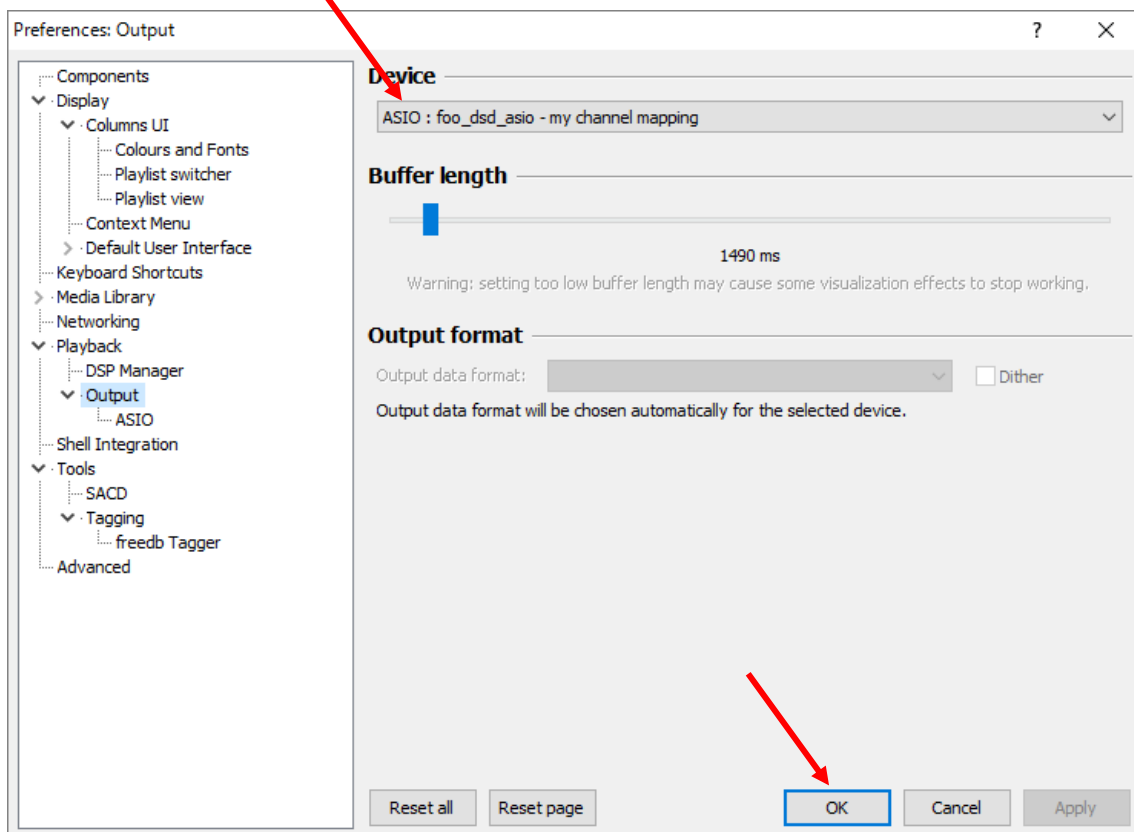 Preferences: Output
?
Components
Display
Columns UI
Colours and Fonts
Playlist switcher
Playlist view
Context Menu
Default User Interface
Keyboard Shortcuts
Media Library
Networking
Playback
DSP Manager
Output
ASIO
Shell Integration
Tools
SACD
Tagging
freedb Tagger
Advanced
Device
ASIO : foo_dsd_asio - my channel mapping
Buffer length
1490 ms
Warning: setting too low buffer length may cause some visualization effects to stop working.
Output format
Output data format:
Dither
Output data format will be chosen automatically for the selected device.
Reset all
Reset page
OK
Cancel
Apply